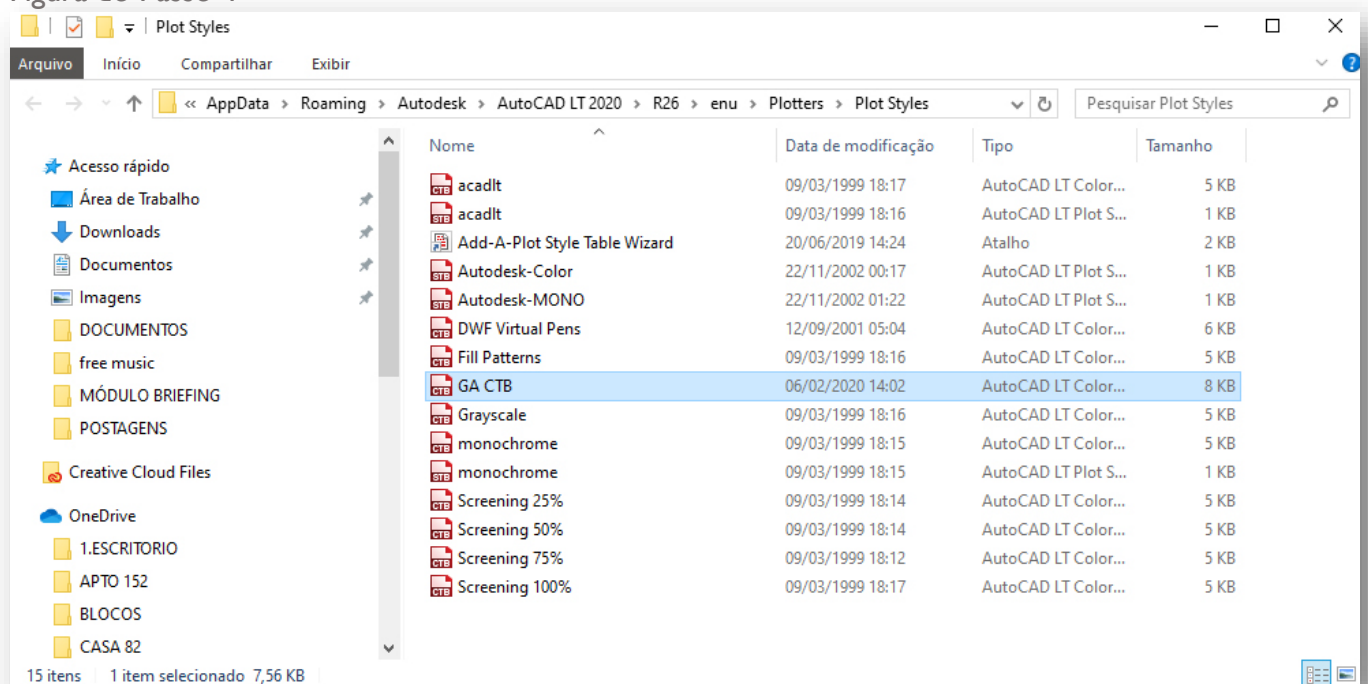 Plot Styles
Arquivo Início Compartilhar Exibir
« AppData > Roaming > Autodesk > AutoCAD LT 2020 > R26 > enu > Plotters > Plot Styles Pesquisar Plot Styles
Nome Data de modificação Tipo Tamanho
Acesso rápido
Área de Trabalho
Downloads
Documentos
Imagens
DOCUMENTOS
free music
MÓDULO BRIEFING
POSTAGENS
Creative Cloud Files
OneDrive
1.ESCRITORIO
APTO 152
BLOCOS
CASA 82
acadlt 09/03/1999 18:17 AutoCAD LT Color... 5 KB
acadlt 09/03/1999 18:16 AutoCAD LT Plot S... 1 KB
Add-A-Plot Style Table Wizard 20/06/2019 14:24 Atalho 2 KB
Autodesk-Color 22/11/2002 00:17 AutoCAD LT Plot S... 1 KB
Autodesk-MONO 22/11/2002 01:22 AutoCAD LT Plot S... 1 KB
DWF Virtual Pens 12/09/2001 05:04 AutoCAD LT Color... 6 KB
Fill Patterns 09/03/1999 18:16 AutoCAD LT Color... 5 KB
GA CTB 06/02/2020 14:02 AutoCAD LT Color... 8 KB
Grayscale 09/03/1999 18:16 AutoCAD LT Color... 5 KB
monochrome 09/03/1999 18:15 AutoCAD LT Color... 5 KB
monochrome 09/03/1999 18:15 AutoCAD LT Plot S... 1 KB
Screening 25% 09/03/1999 18:14 AutoCAD LT Color... 5 KB
Screening 50% 09/03/1999 18:14 AutoCAD LT Color... 5 KB
Screening 75% 09/03/1999 18:12 AutoCAD LT Color... 5 KB
Screening 100% 09/03/1999 18:17 AutoCAD LT Color... 5 KB
15 itens 1 item selecionado 7,56 KB